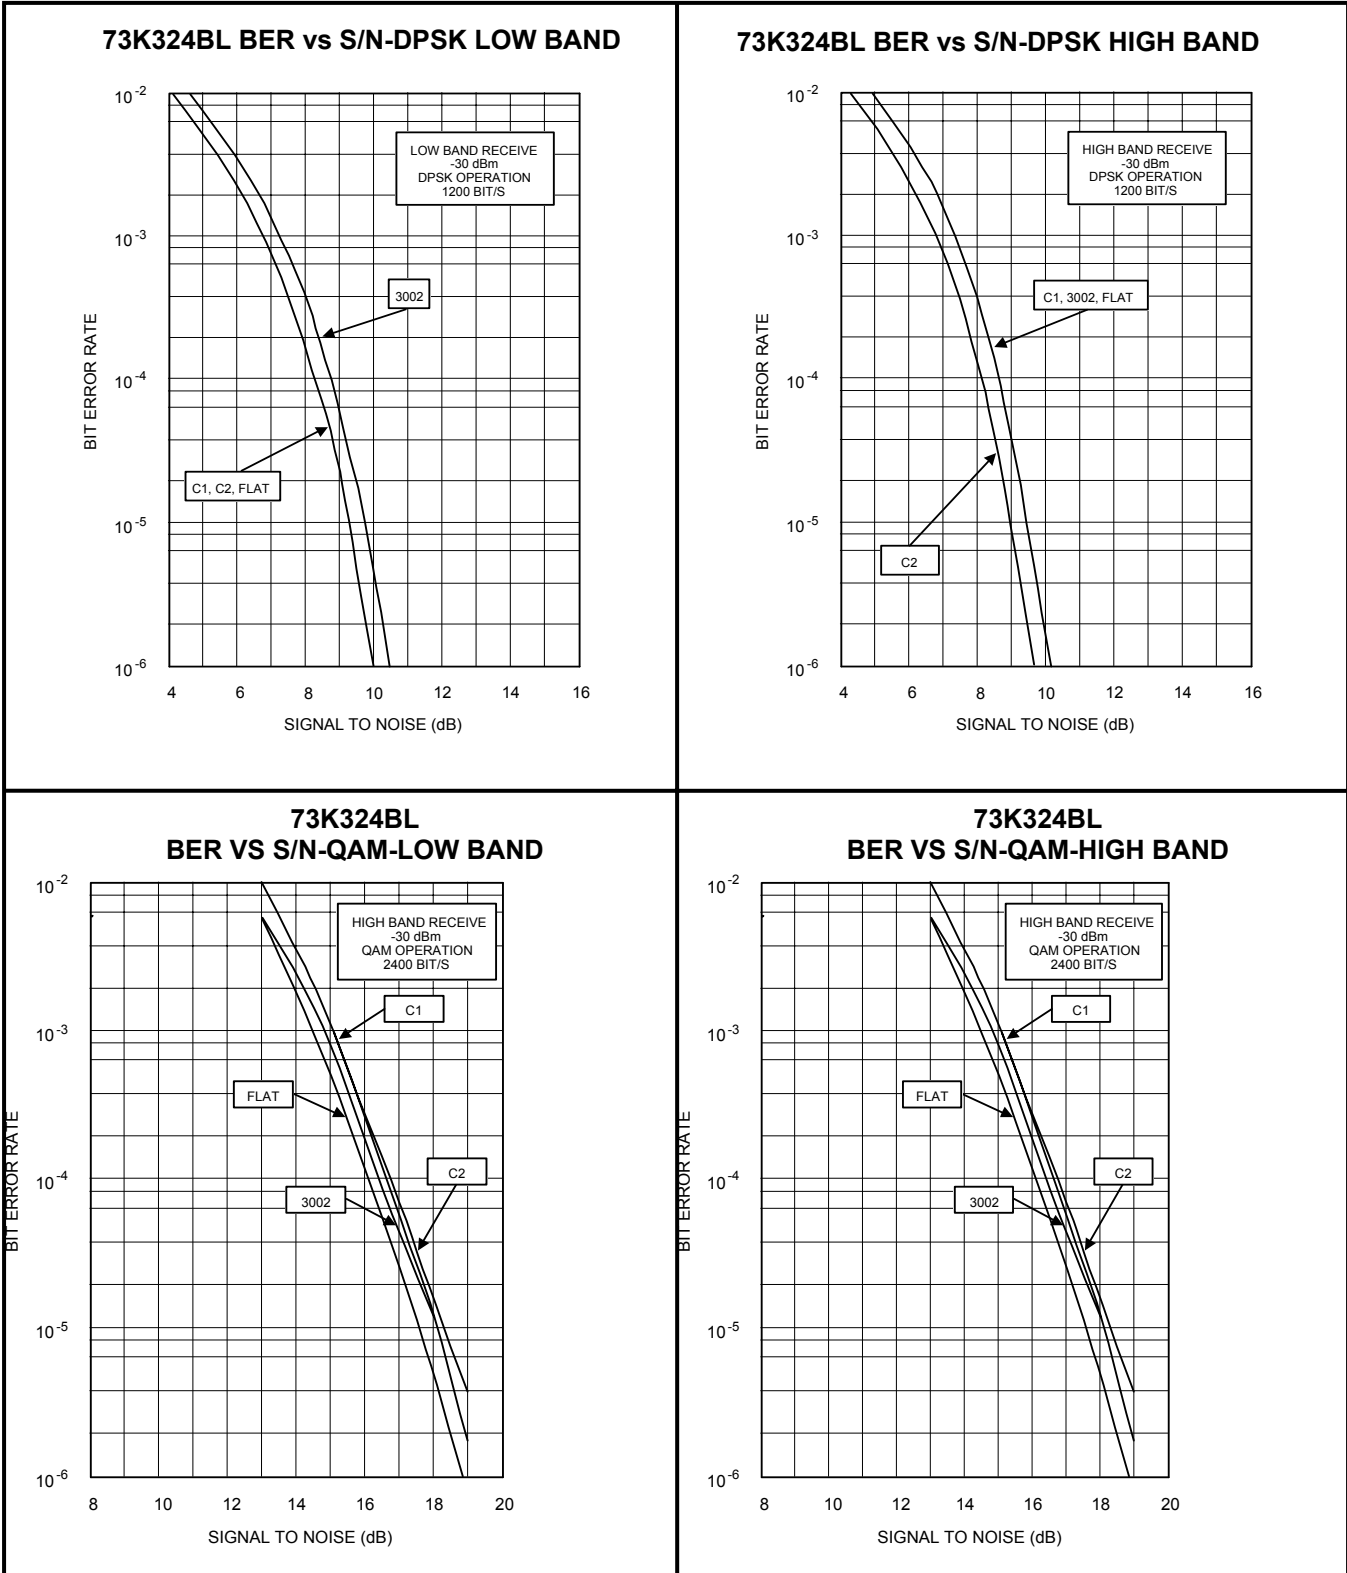 73K324BL BER vs S/N-DPSK LOW BAND
10-2
LOW BAND RECEIVE
-30 dBm
DPSK OPERATION
1200 BIT/S
10-3
3002
BIT ERROR RATE
10-4
C1, C2, FLAT
10-5
10-6
4 6 8 10 12 14 16
SIGNAL TO NOISE (dB)
73K324BL BER vs S/N-DPSK HIGH BAND
10-2
HIGH BAND RECEIVE
-30 dBm
DPSK OPERATION
1200 BIT/S
10-3
C1, 3002, FLAT
BIT ERROR RATE
10-4
10-5
C2
10-6
4 6 8 10 12 14 16
SIGNAL TO NOISE (dB)
73K324BL
BER VS S/N-QAM-LOW BAND
10-2
HIGH BAND RECEIVE
-30 dBm
QAM OPERATION
2400 BIT/S
C1
10-3
FLAT
BIT ERROR RATE
C2
10-4
3002
10-5
10-6
8 10 12 14 16 18 20
SIGNAL TO NOISE (dB)
73K324BL
BER VS S/N-QAM-HIGH BAND
10-2
HIGH BAND RECEIVE
-30 dBm
QAM OPERATION
2400 BIT/S
C1
10-3
FLAT
BIT ERROR RATE
C2
10-4
3002
10-5
10-6
8 10 12 14 16 18 20
SIGNAL TO NOISE (dB)